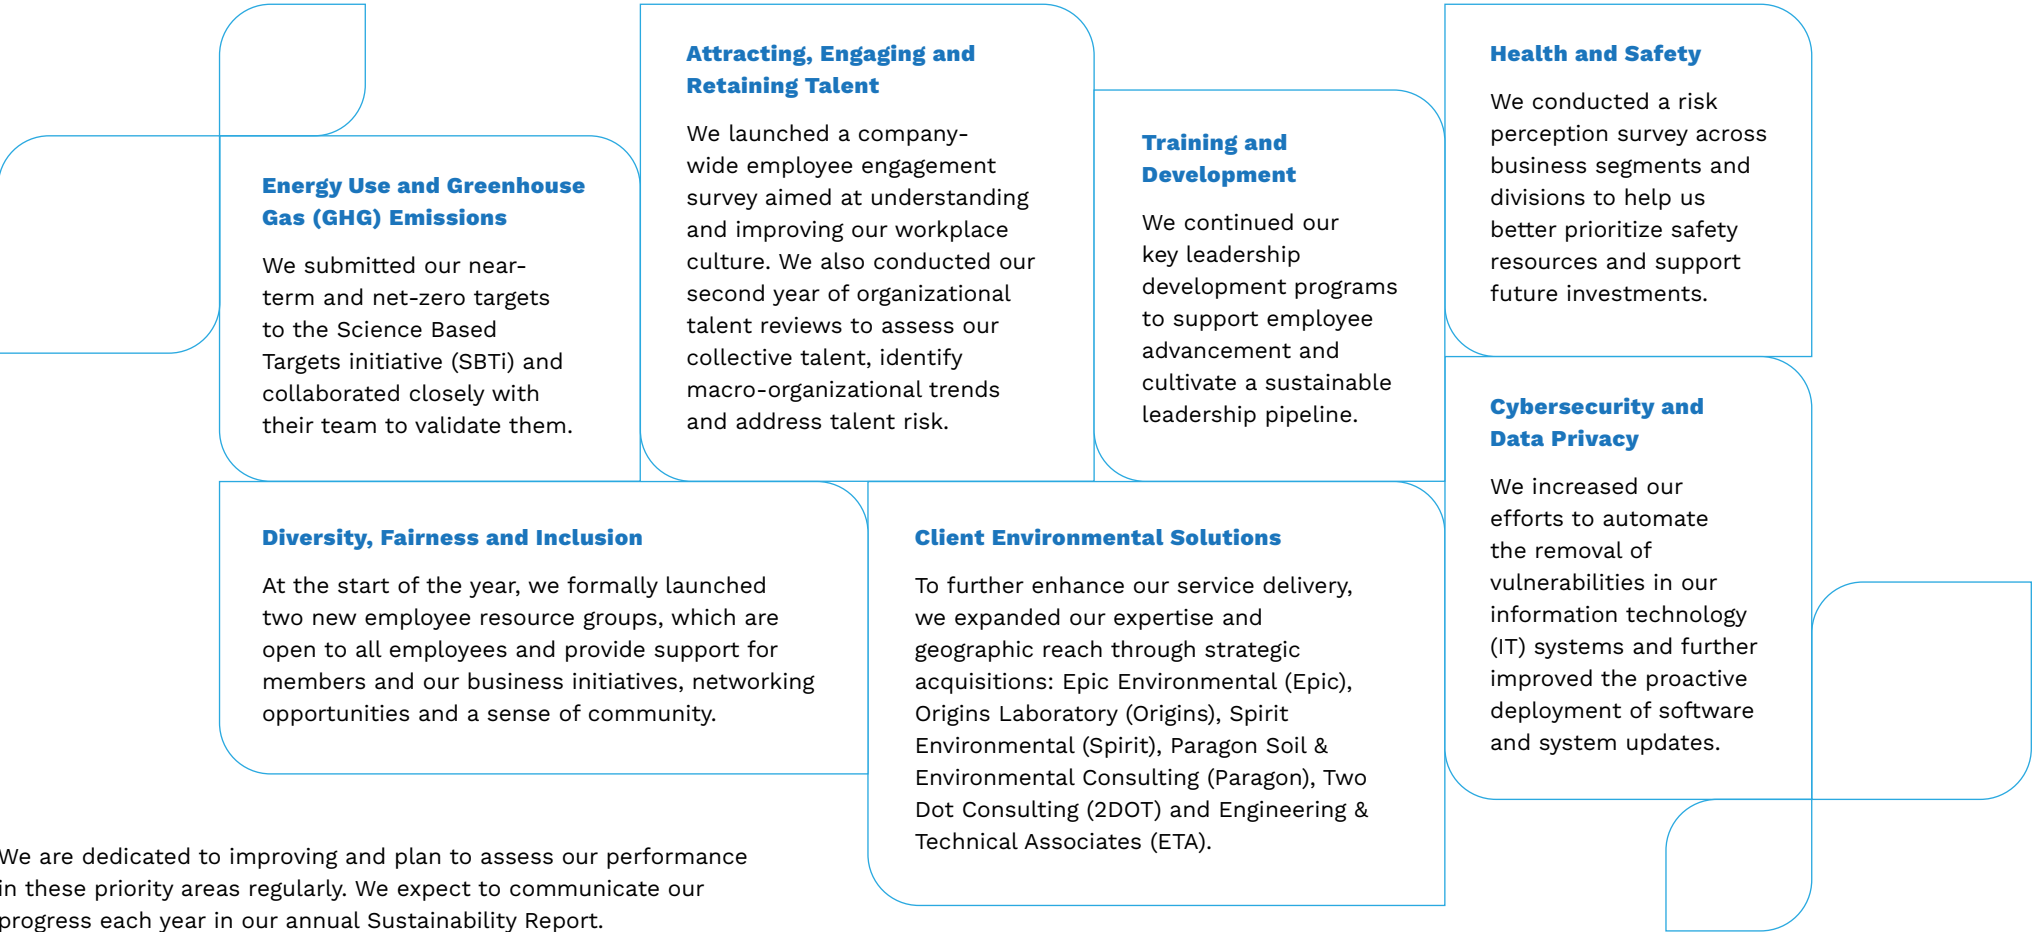 Energy Use and Greenhouse
Gas (GHG) Emissions
We submitted our near-
term and net-zero targets
to the Science Based
Targets initiative (SBTi) and
collaborated closely with
their team to validate them.
Attracting, Engaging and
Retaining Talent
We launched a company-
wide employee engagement
survey aimed at understanding
and improving our workplace
culture. We also conducted our
second year of organizational
talent reviews to assess our
collective talent, identify
macro-organizational trends
and address talent risk.
Training and
Development
We continued our
key leadership
development programs
to support employee
advancement and
cultivate a sustainable
leadership pipeline.
Health and Safety
We conducted a risk
perception survey across
business segments and
divisions to help us
better prioritize safety
resources and support
future investments.
Diversity, Fairness and Inclusion
At the start of the year, we formally launched
two new employee resource groups, which are
open to all employees and provide support for
members and our business initiatives, networking
opportunities and a sense of community.
Client Environmental Solutions
To further enhance our service delivery,
we expanded our expertise and
geographic reach through strategic
acquisitions: Epic Environmental (Epic),
Origins Laboratory (Origins), Spirit
Environmental (Spirit), Paragon Soil &
Environmental Consulting (Paragon), Two
Dot Consulting (2DOT) and Engineering &
Technical Associates (ETA).
Cybersecurity and
Data Privacy
We increased our
efforts to automate
the removal of
vulnerabilities in our
information technology
(IT) systems and further
improved the proactive
deployment of software
and system updates.
We are dedicated to improving and plan to assess our performance
in these priority areas regularly. We expect to communicate our
progress each year in our annual Sustainability Report.